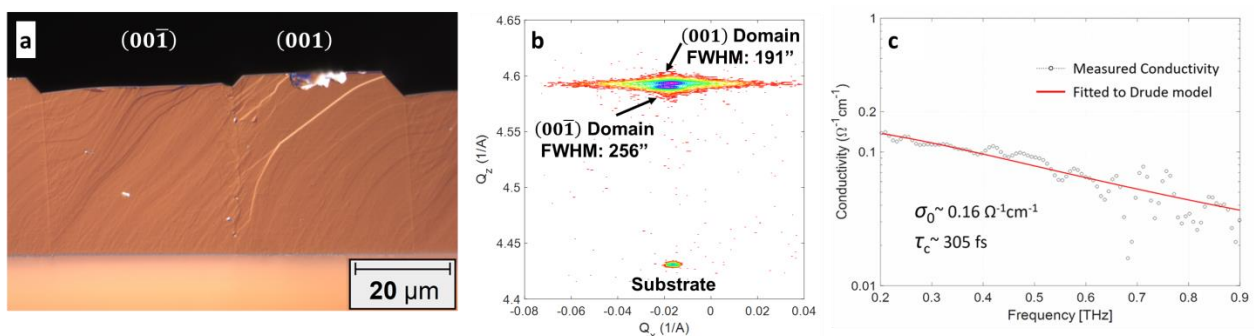 a
(001̅) (001)
20 μm
b
4.65
4.6
4.55
4.5
4.45
4.4
Q_z (1/A)
(001) Domain
FWHM: 191”
(001̅) Domain
FWHM: 256”
Substrate
-0.06 -0.04 -0.02 0 0.02 0.04
Q_x (1/A)
c
1
0.1
0.01
Conductivity (Ω⁻¹cm⁻¹)
Measured Conductivity
Fitted to Drude model
σ₀~ 0.16 Ω⁻¹cm⁻¹
τ_c~ 305 fs
0.2 0.3 0.4 0.5 0.6 0.7 0.8 0.9
Frequency [THz]